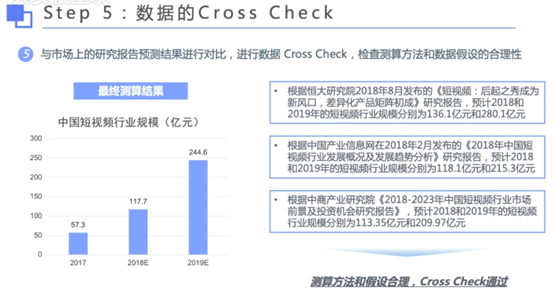 Step 5：数据的Cross Check
5 与市场上的研究报告预测结果进行对比，进行数据 Cross Check，检查测算方法和数据假设的合理性
最终测算结果
中国短视频行业规模（亿元）
300
250
200
150
100
50
0
57.3
117.7
244.6
2017
2018E
2019E
• 根据恒大研究院2018年8月发布的《短视频：后起之秀成为
新风口，差异化产品矩阵初成》研究报告，预计2018和
2019年的短视频行业规模分别为136.1亿元和280.1亿元
• 根据中国产业信息网在2018年2月发布的《2018年中国短
视频行业发展概况及发展趋势分析》研究报告，预计2018
和2019年的短视频行业规模分别为118.1亿元和215.3亿元
• 根据中商产业研究院《2018-2023年中国短视频行业市场
前景及投资机会研究报告》，预计2018和2019年的短视频
行业规模分别为113.35亿元和209.97亿元
测算方法和假设合理，Cross Check通过